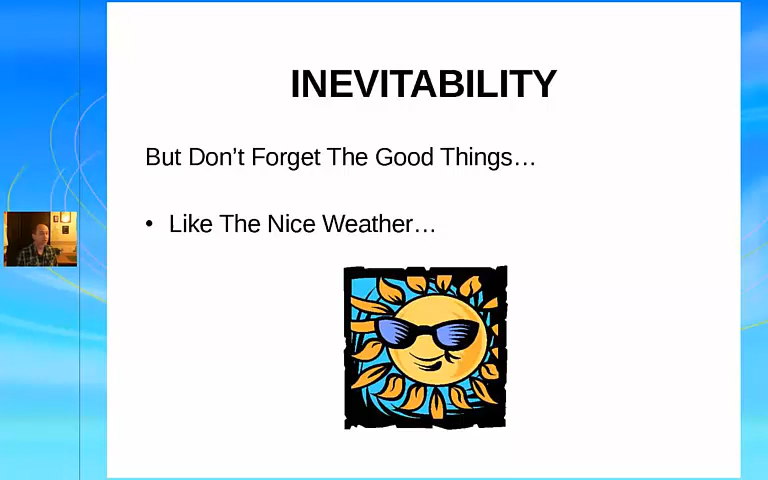 INEVITABILITY
But Don’t Forget The Good Things…
• Like The Nice Weather…